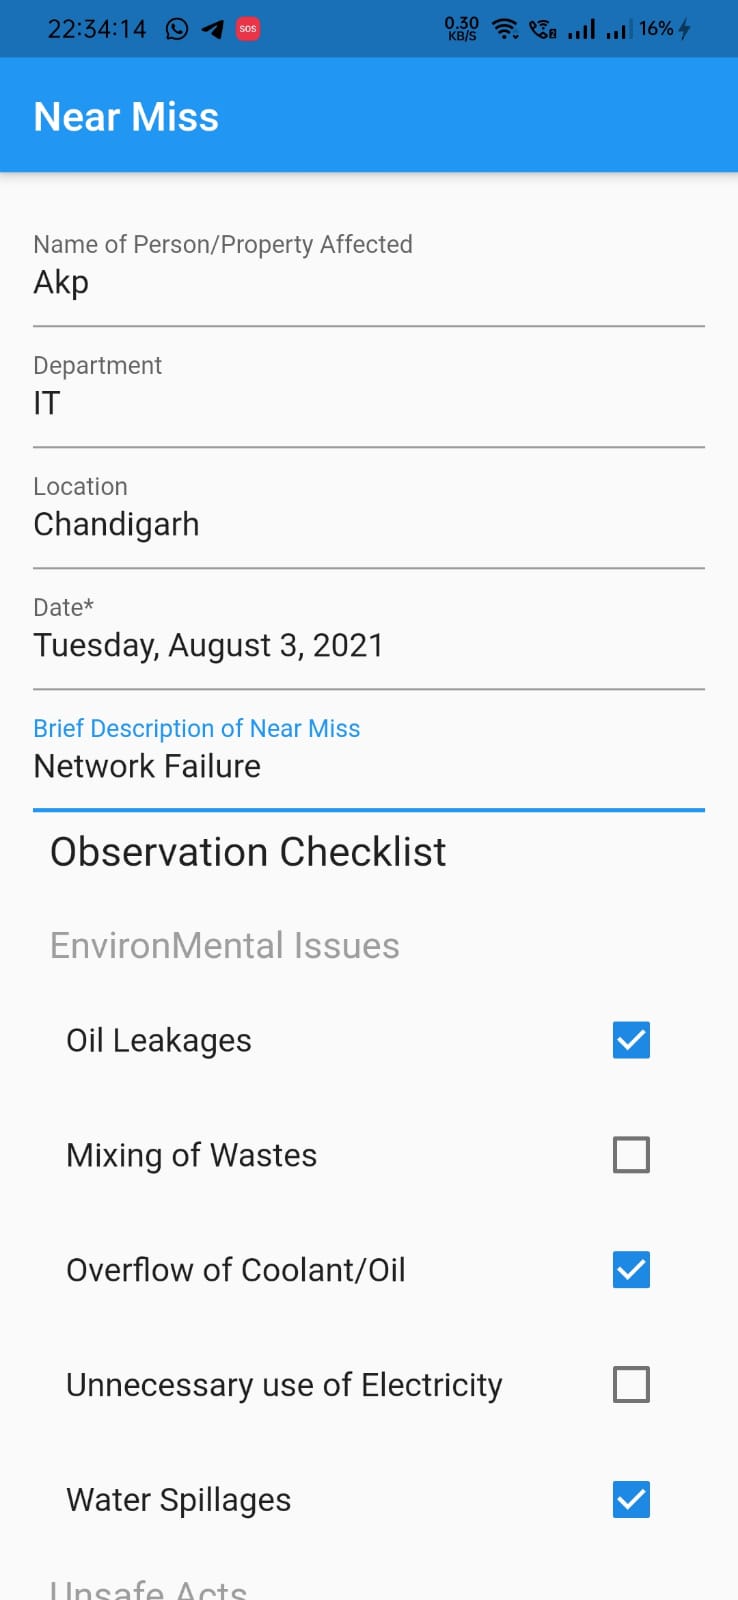 22:34:14 SOS 0.30 KB/S 2 16%
Near Miss
Name of Person/Property Affected
Akp
Department
IT
Location
Chandigarh
Date*
Tuesday, August 3, 2021
Brief Description of Near Miss
Network Failure
Observation Checklist
EnvironMental Issues
Oil Leakages
Mixing of Wastes
Overflow of Coolant/Oil
Unnecessary use of Electricity
Water Spillages
Unsafe Acts